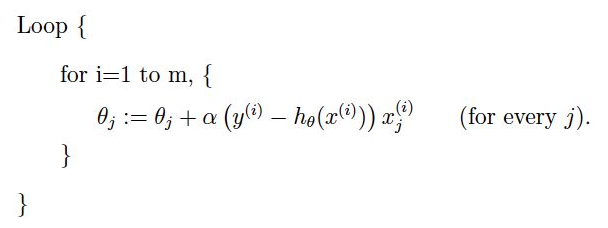 Loop {
for i=1 to m, {
θ_j := θ_j + α (y^{(i)} − h_θ(x^{(i)})) x_j^{(i)} (for every j).
}
}